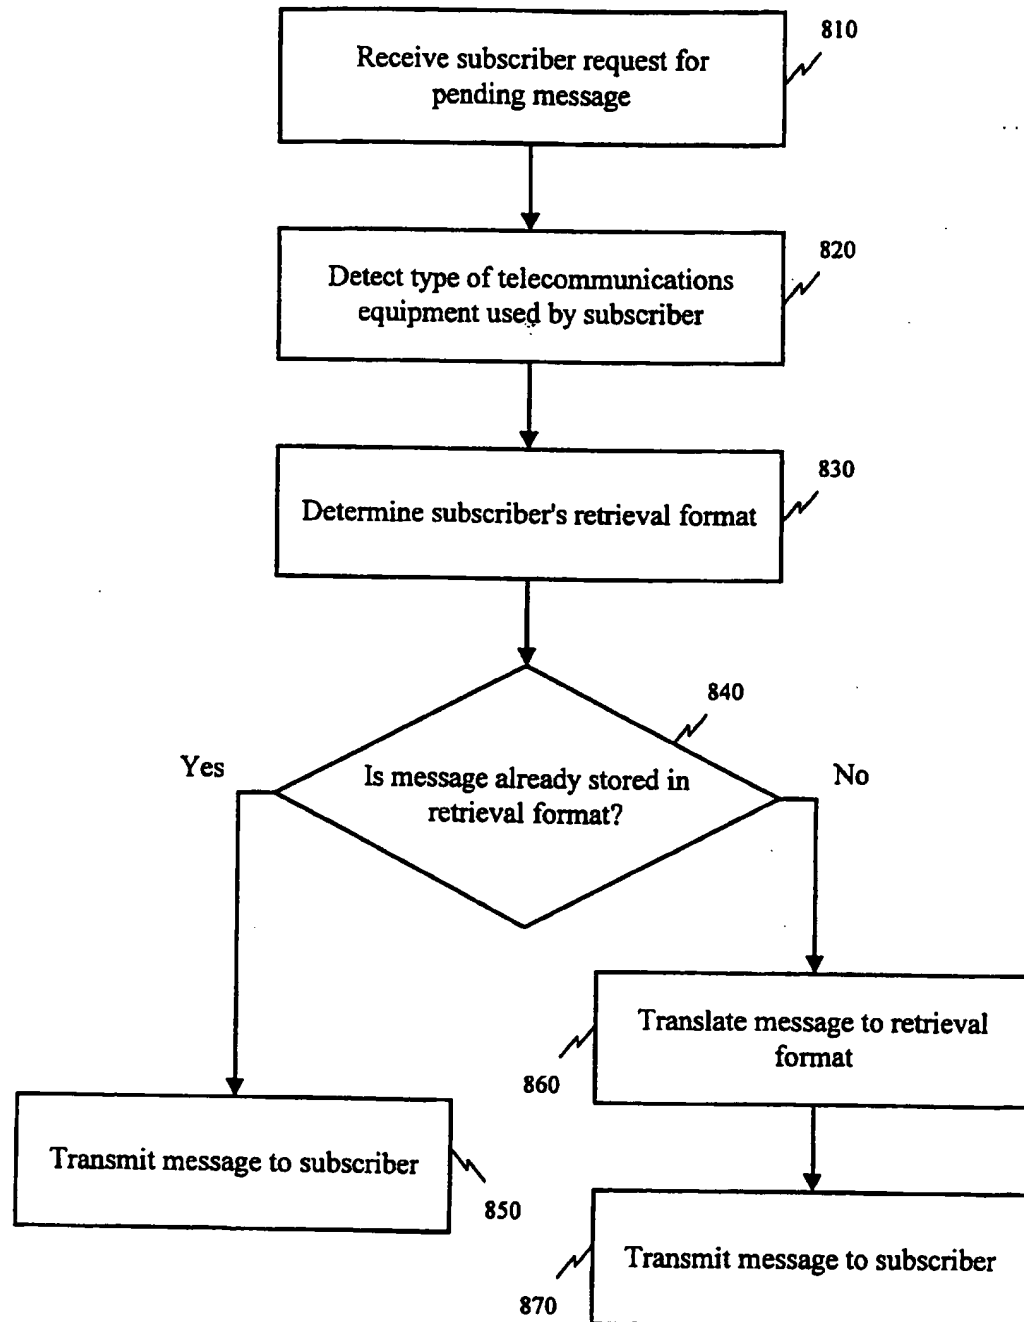 810
Receive subscriber request for
pending message
820
Detect type of telecommunications
equipment used by subscriber
830
Determine subscriber's retrieval format
840
Yes
No
Is message already stored in
retrieval format?
Translate message to retrieval
format
860
Transmit message to subscriber
850
Transmit message to subscriber
870